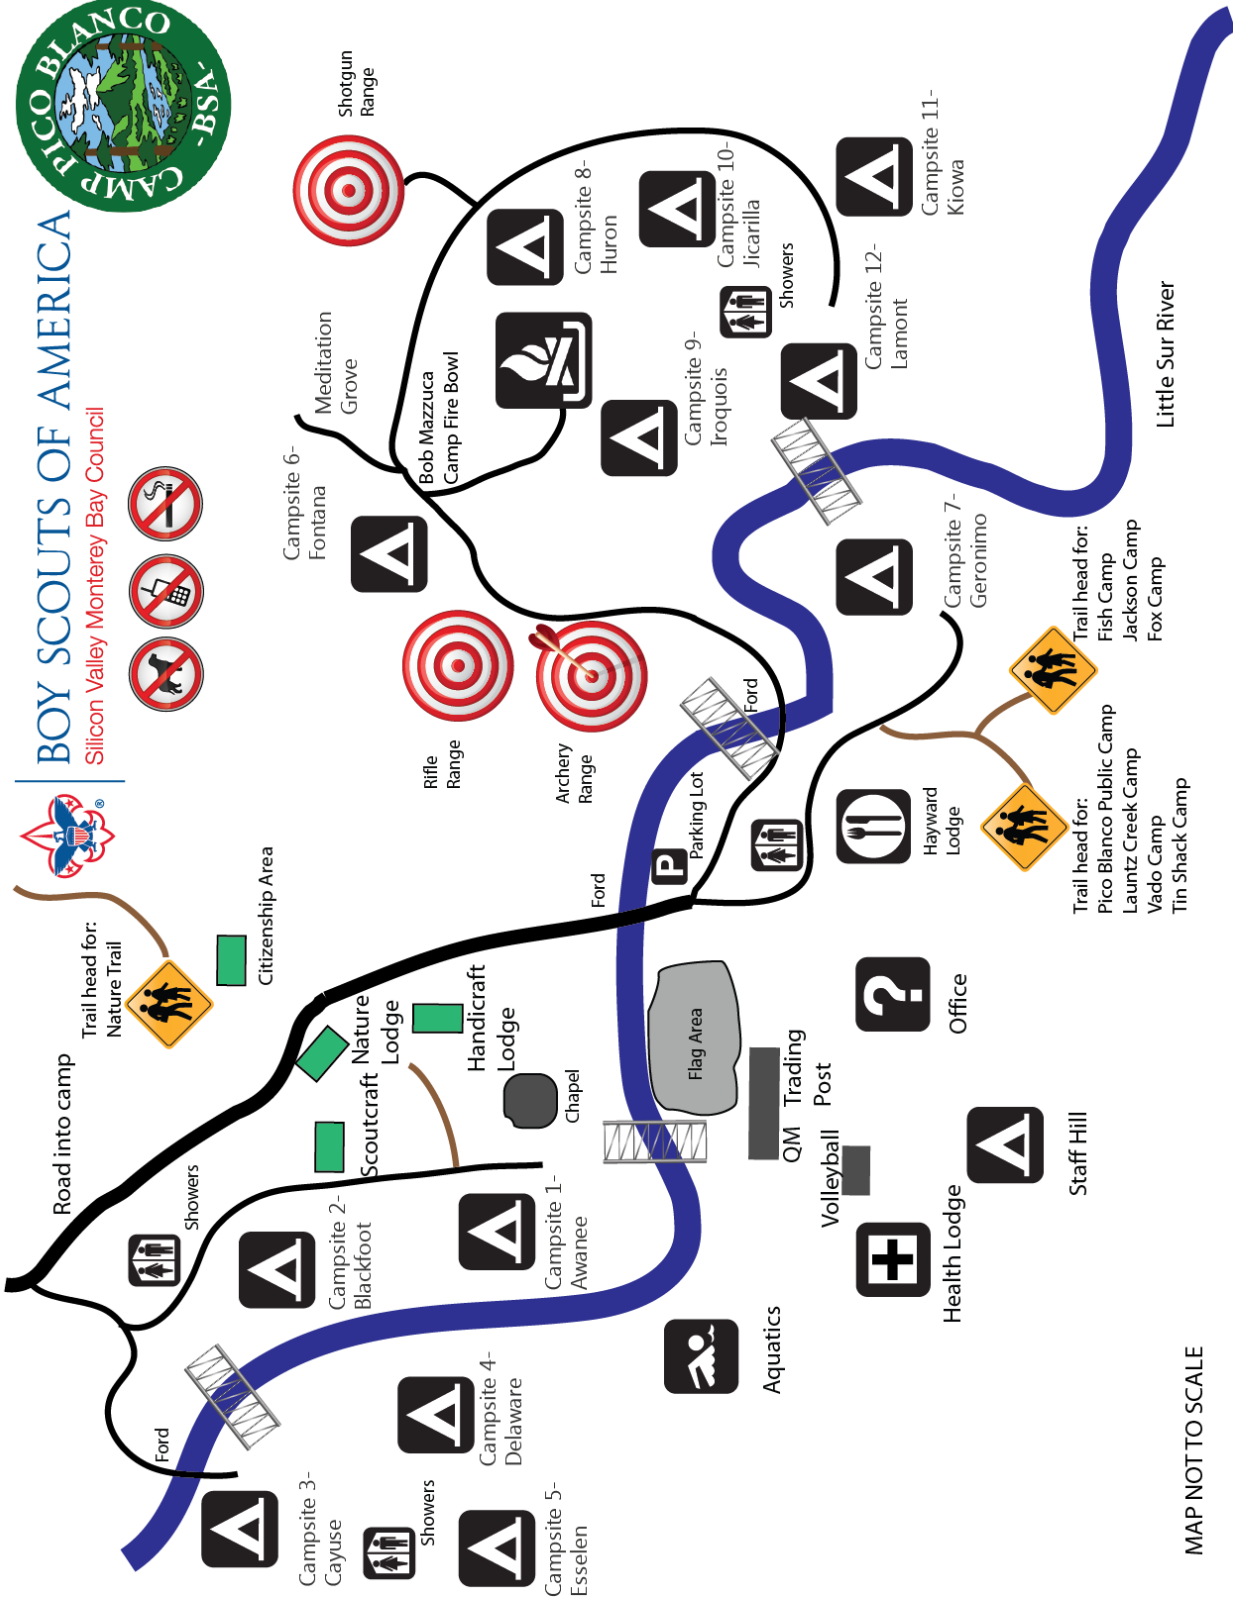 BOY SCOUTS OF AMERICA
Silicon Valley Monterey Bay Council
®
CAMP PICO BLANCO
-BSA-
Road into camp
Trail head for:
Nature Trail
Citizenship Area
Meditation
Grove
Shotgun
Range
Campsite 6-
Fontana
Bob Mazzuca
Camp Fire Bowl
Campsite 8-
Huron
Rifle
Range
Archery
Range
Campsite 9-
Iroquois
Campsite 10-
Jicarilla
Showers
Campsite 12-
Lamont
Campsite 11-
Kiowa
Showers
Nature
Lodge
Handicraft
Lodge
Scoutcraft
Chapel
Ford
Ford
Ford
P
Parking Lot
Campsite 2-
Blackfoot
Campsite 1-
Awanee
Flag Area
Campsite 3-
Cayuse
Showers
Campsite 4-
Delaware
Campsite 5-
Esselen
Aquatics
QM
Trading
Post
Volleyball
Health Lodge
?
Office
Staff Hill
Hayward
Lodge
Campsite 7-
Geronimo
Trail head for:
Pico Blanco Public Camp
Launtz Creek Camp
Vado Camp
Tin Shack Camp
Trail head for:
Fish Camp
Jackson Camp
Fox Camp
Little Sur River
MAP NOT TO SCALE